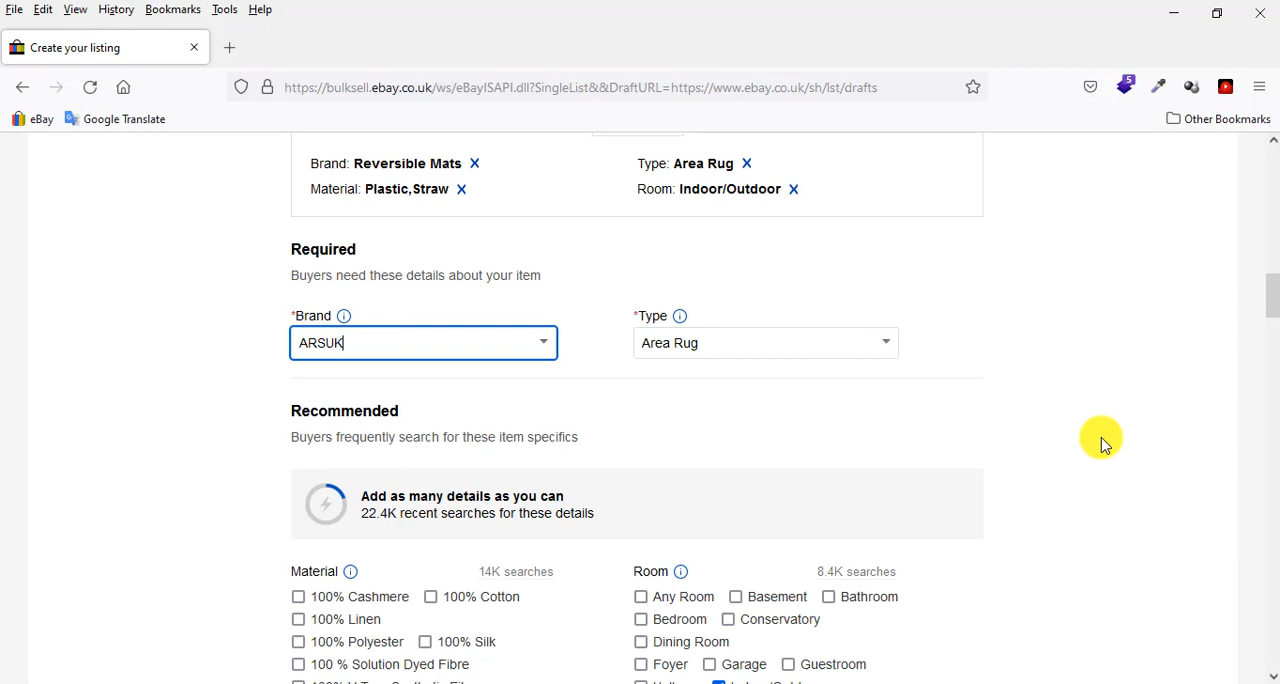 File Edit View History Bookmarks Tools Help
Create your listing
https://bulksell.ebay.co.uk/ws/eBayISAPI.dll?SingleList&&DraftURL=https://www.ebay.co.uk/sh/lst/drafts
5
eBay Google Translate Other Bookmarks
Brand: Reversible Mats Type: Area Rug
Material: Plastic,Straw Room: Indoor/Outdoor
Required
Buyers need these details about your item
*Brand *Type
ARSUK Area Rug
Recommended
Buyers frequently search for these item specifics
Add as many details as you can
22.4K recent searches for these details
Material 14K searches Room 8.4K searches
100% Cashmere 100% Cotton Any Room Basement Bathroom
100% Linen Bedroom Conservatory
100% Polyester 100% Silk Dining Room
100 % Solution Dyed Fibre Foyer Garage Guestroom